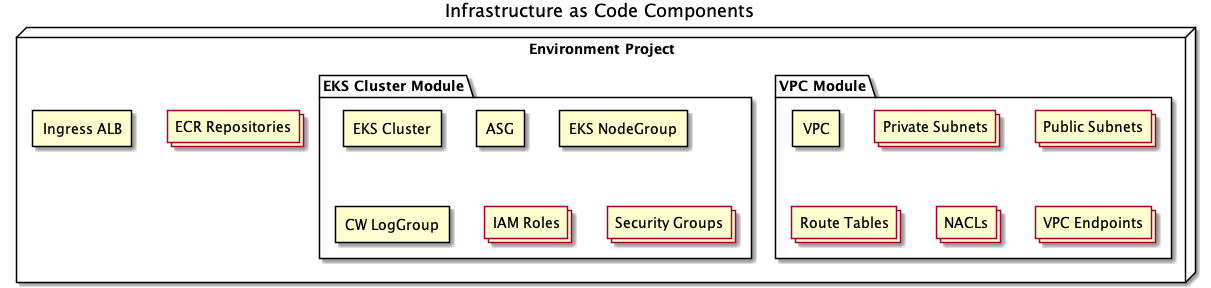 Infrastructure as Code Components
Environment Project
EKS Cluster Module
VPC Module
Ingress ALB
ECR Repositories
EKS Cluster
ASG
EKS NodeGroup
VPC
Private Subnets
Public Subnets
CW LogGroup
IAM Roles
Security Groups
Route Tables
NACLs
VPC Endpoints